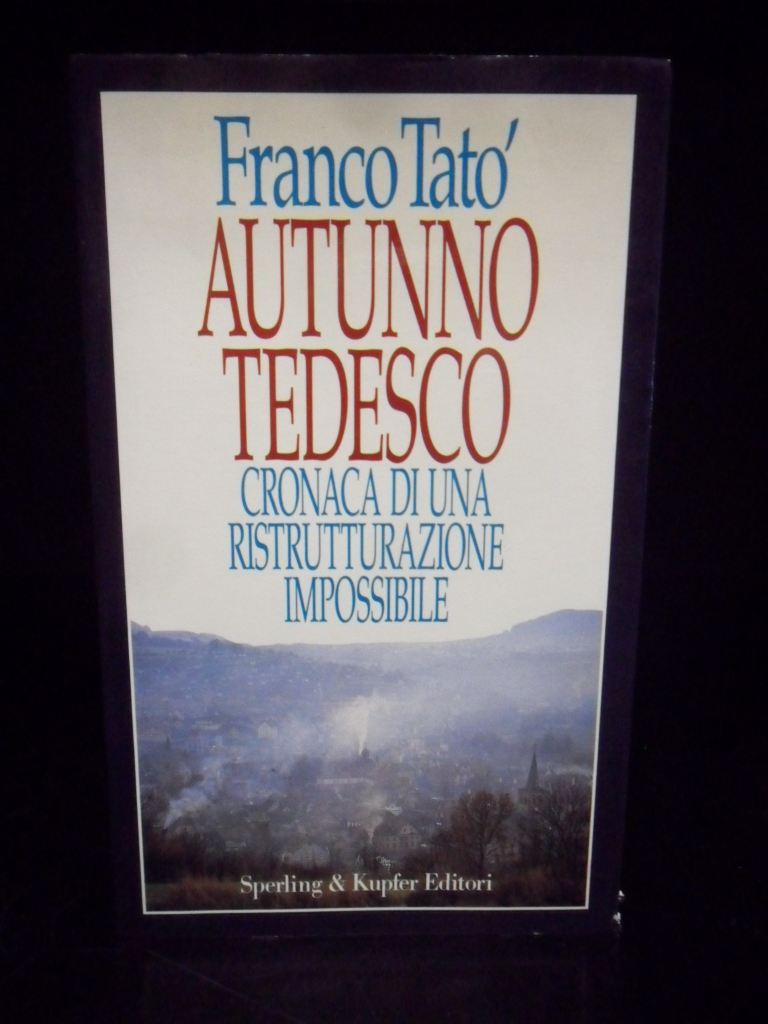 Franco Tato'
AUTUNNO
TEDESCO
CRONACA DI UNA
RISTRUTTURAZIONE
IMPOSSIBILE
Sperling & Kupfer Editori